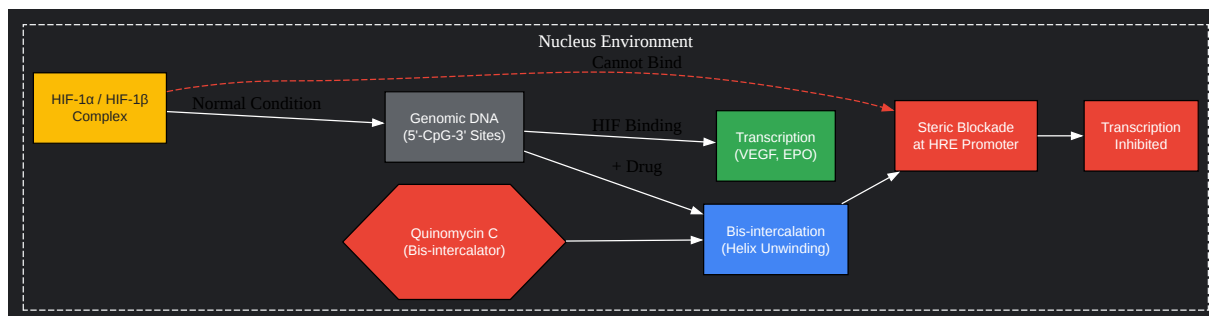 Nucleus Environment
Cannot Bind
HIF-1α / HIF-1β
Complex
Normal Condition
Genomic DNA
(5'-CpG-3' Sites)
HIF Binding
+ Drug
Transcription
(VEGF, EPO)
Steric Blockade
at HRE Promoter
Transcription
Inhibited
Quinomycin C
(Bis-intercalator)
Bis-intercalation
(Helix Unwinding)